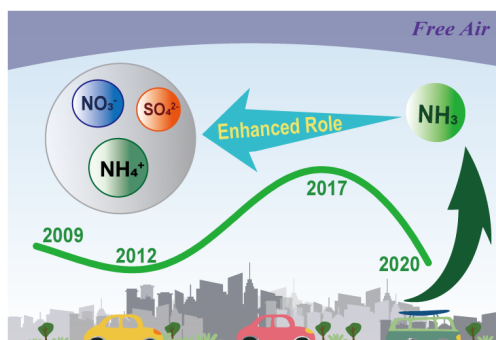 Free Air
NO₃⁻
SO₄²⁻
NH₄⁺
Enhanced Role
NH₃
2009
2012
2017
2020